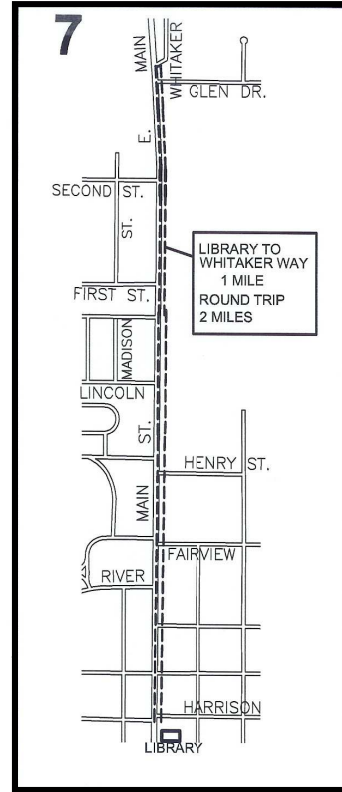 7
MAIN
WHITAKER
GLEN DR.
E.
SECOND ST.
ST.
LIBRARY TO
WHITAKER WAY
1 MILE
ROUND TRIP
2 MILES
FIRST ST.
MADISON
LINCOLN
ST.
HENRY ST.
MAIN
FAIRVIEW
RIVER
HARRISON
LIBRARY